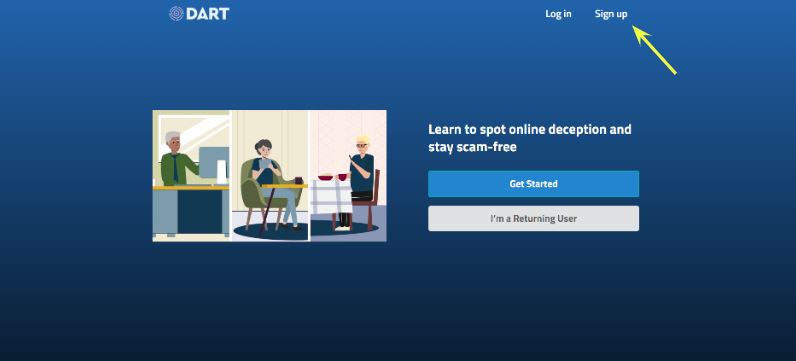 DART
Log in
Sign up
Learn to spot online deception and
stay scam-free
Get Started
I'm a Returning User